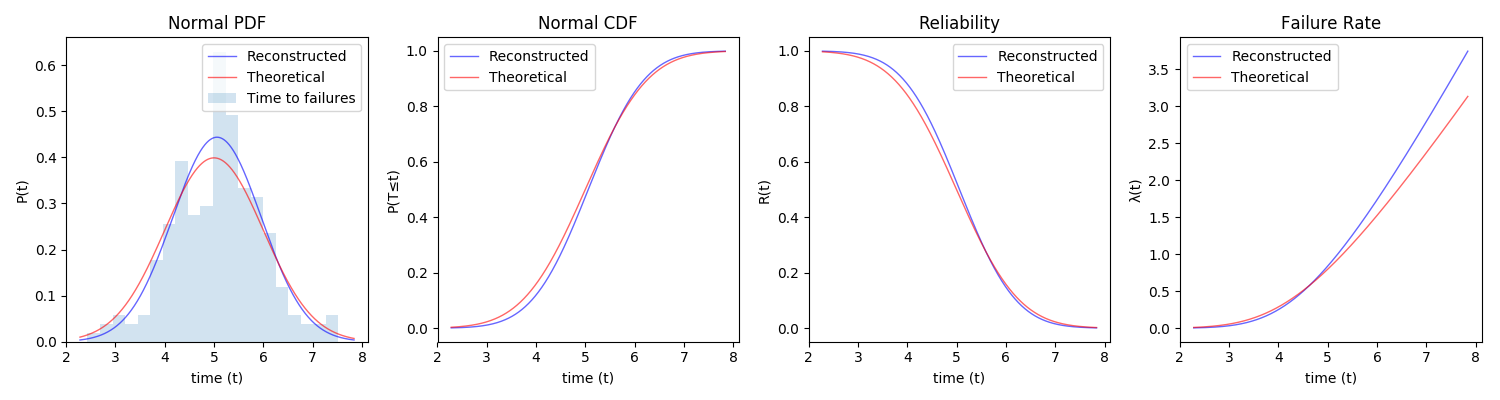 Normal PDF
Reconstructed
Theoretical
Time to failures
P(t)
0.6
0.5
0.4
0.3
0.2
0.1
0.0
2 3 4 5 6 7 8
time (t)
Normal CDF
Reconstructed
Theoretical
P(T≤t)
1.0
0.8
0.6
0.4
0.2
0.0
2 3 4 5 6 7 8
time (t)
Reliability
Reconstructed
Theoretical
R(t)
1.0
0.8
0.6
0.4
0.2
0.0
2 3 4 5 6 7 8
time (t)
Failure Rate
Reconstructed
Theoretical
λ(t)
3.5
3.0
2.5
2.0
1.5
1.0
0.5
0.0
2 3 4 5 6 7 8
time (t)